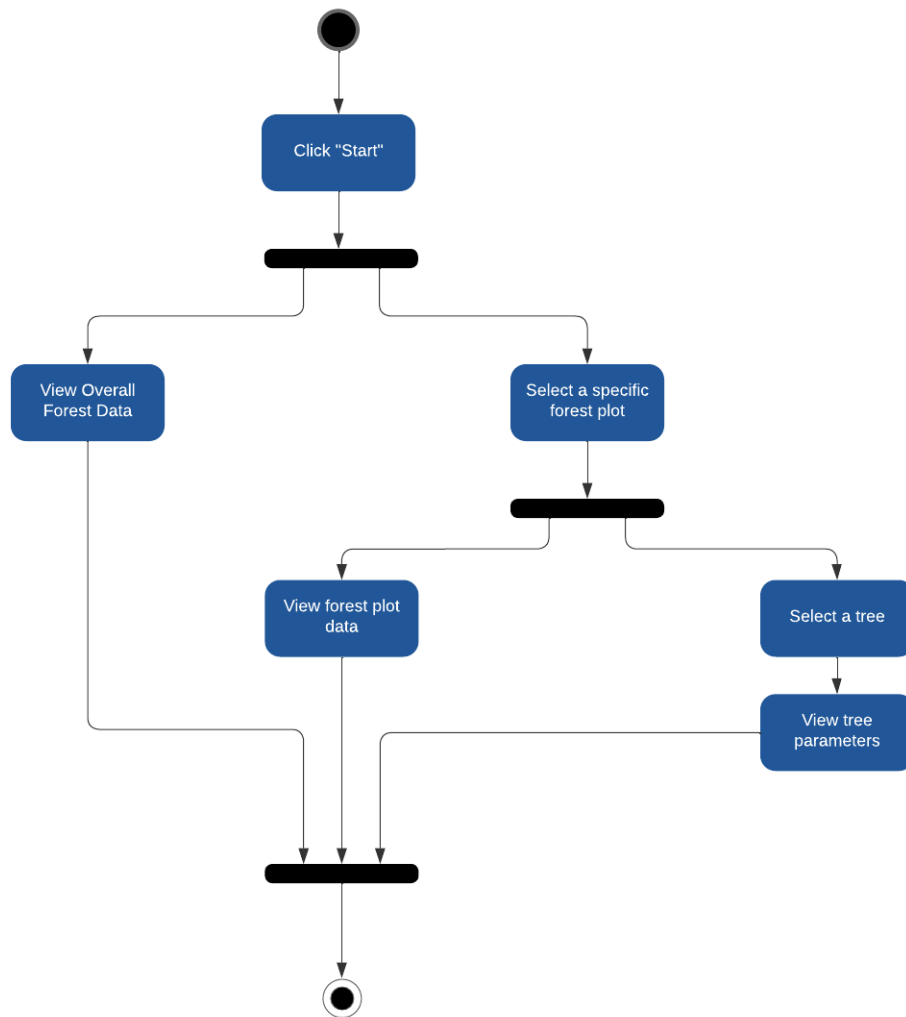 Click "Start"
View Overall
Forest Data
Select a specific
forest plot
View forest plot
data
Select a tree
View tree
parameters